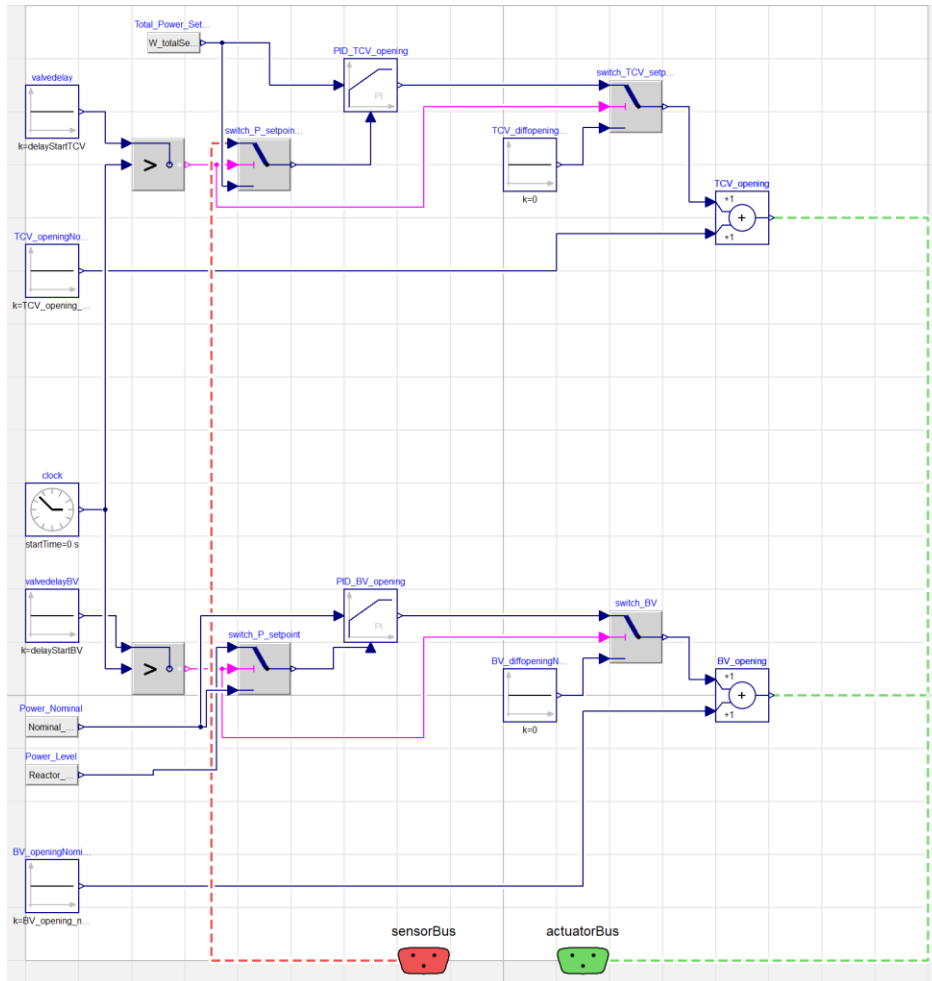 Total_Power_Set...
W_totalSe...
PID_TCV_opening
PI
valvedelay
k=delayStartTCV
>
switch_P_setpoin...
switch_TCV_setp...
TCV_diffopening...
k=0
TCV_opening
+1
+
+1
TCV_openingNo...
k=TCV_opening_...
clock
startTime=0 s
valvedelayBV
k=delayStartBV
>
PID_BV_opening
PI
switch_P_setpoint
switch_BV
BV_diffopeningN...
k=0
BV_opening
+1
+
+1
Power_Nominal
Nominal_...
Power_Level
Reactor_...
BV_openingNomi...
k=BV_opening_n...
sensorBus
actuatorBus